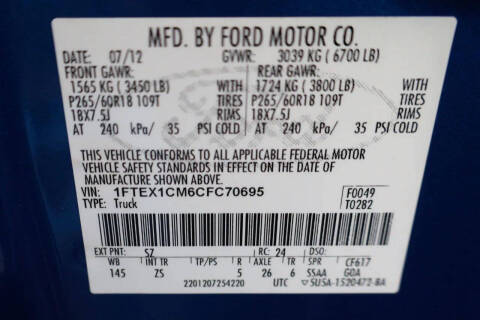 MFD. BY FORD MOTOR CO.
DATE: 07/12 GVWR: 3039 KG ( 6700 LB)
FRONT GAWR: REAR GAWR:
1565 KG ( 3450 LB) WITH 1724 KG ( 3800 LB) WITH
P265/60R18 109T TIRES P265/60R18 109T TIRES
18X7.5J RIMS 18X7.5J RIMS
AT 240 kPa/ 35 PSI COLD AT 240 kPa/ 35 PSI COLD
THIS VEHICLE CONFORMS TO ALL APPLICABLE FEDERAL MOTOR
VEHICLE SAFETY STANDARDS IN EFFECT ON THE DATE OF
MANUFACTURE SHOWN ABOVE.
VIN: 1FTEX1CM6CFC70695 F0049
TYPE: Truck T0282
EXT PNT: SZ RC: 24 DSO:
WB INT TR TP/PS R AXLE TR SPR CF617
145 ZS 5 26 6 SSAA G0A
2201207254220 UTC 5U5A-1520472-BA